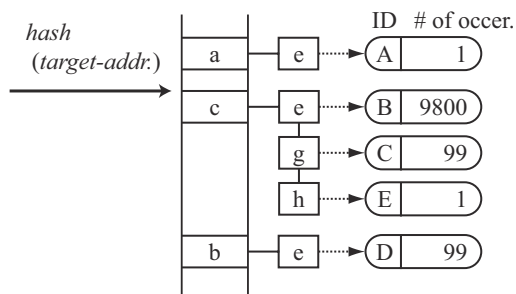 ID # of occer.
hash
(target-addr.)
a e A 1
c e B 9800
g C 99
h E 1
b e D 99